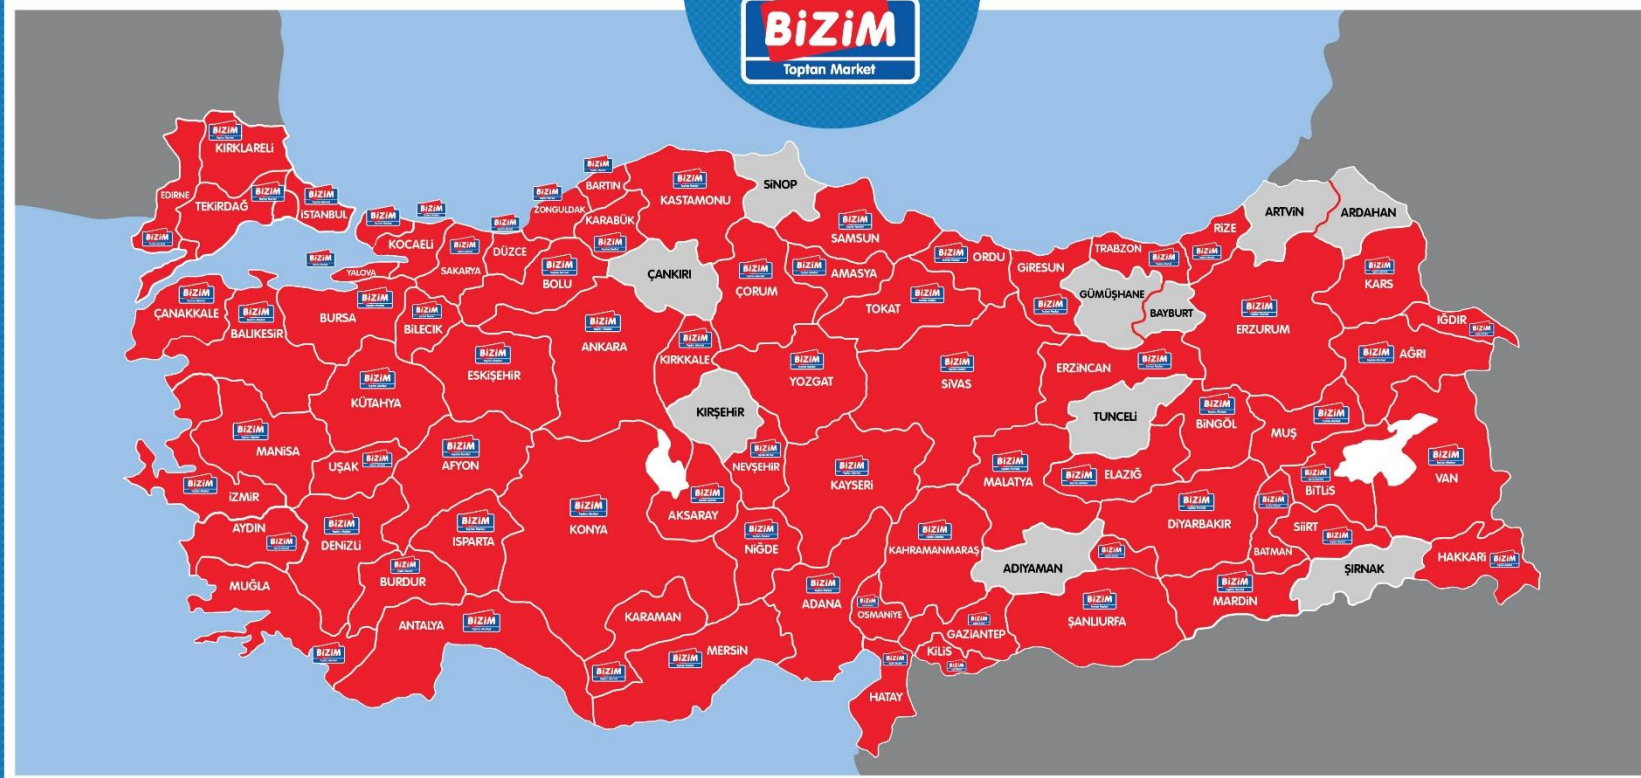 BiZiM
Toptan Market
KIRKLARELİ
EDİRNE
TEKİRDAĞ
İSTANBUL
KOCAELİ
YALOVA
SAKARYA
DÜZCE
ZONGULDAK
BARTIN
KARABÜK
KASTAMONU
SİNOP
SAMSUN
ORDU
GİRESUN
TRABZON
RİZE
ARTVİN
ARDAHAN
ÇANAKKALE
BALIKESİR
BURSA
BİLECİK
BOLU
ÇANKIRI
ÇORUM
AMASYA
TOKAT
GÜMÜŞHANE
BAYBURT
ERZURUM
KARS
IĞDIR
ANKARA
KIRKKALE
ESKİŞEHİR
KÜTAHYA
YOZGAT
SİVAS
ERZİNCAN
AĞRI
KIRŞEHİR
TUNCELİ
BİNGÖL
MUŞ
MANİSA
UŞAK
AFYON
NEVŞEHİR
KAYSERİ
MALATYA
ELAZIĞ
BİTLİS
VAN
İZMİR
AYDIN
DENİZLİ
ISPARTA
KONYA
AKSARAY
NİĞDE
KAHRAMANMARAŞ
DİYARBAKIR
BATMAN
SİİRT
ŞIRNAK
HAKKARİ
MUĞLA
BURDUR
ANTALYA
KARAMAN
MERSİN
ADANA
OSMANİYE
ADIYAMAN
GAZİANTEP
KİLİS
ŞANLIURFA
MARDİN
HATAY